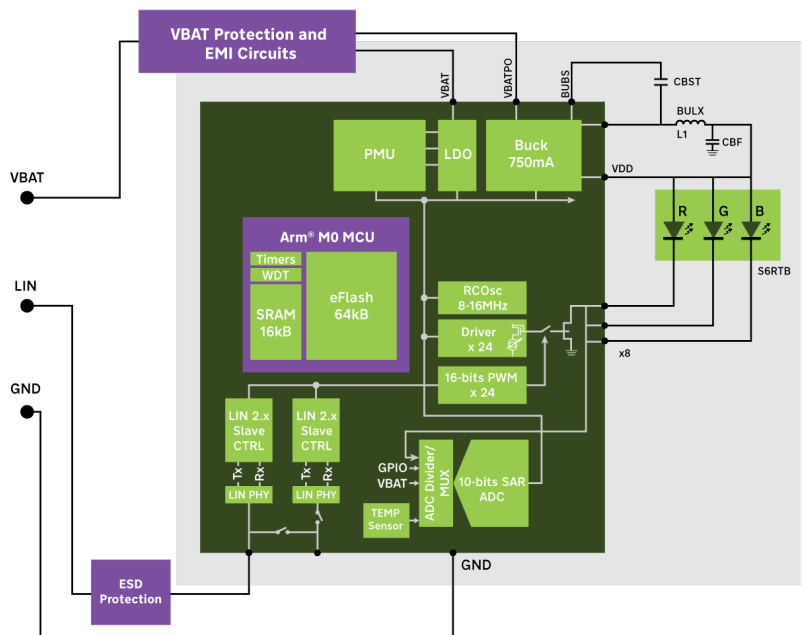 VBAT Protection and
EMI Circuits
VBAT
VBATPO
BUBS
CBST
BULX
L1
CBF
PMU
LDO
Buck
750mA
VDD
VBAT
R
G
B
S6RTB
Arm® M0 MCU
Timers
WDT
SRAM
16kB
eFlash
64kB
LIN
RCOsc
8-16MHz
Driver
x 24
x8
16-bits PWM
x 24
GND
LIN 2.x
Slave
CTRL
LIN 2.x
Slave
CTRL
Tx
Rx
Tx
Rx
LIN PHY
LIN PHY
GPIO
VBAT
ADC Divider/
MUX
10-bits SAR
ADC
TEMP
Sensor
GND
ESD
Protection